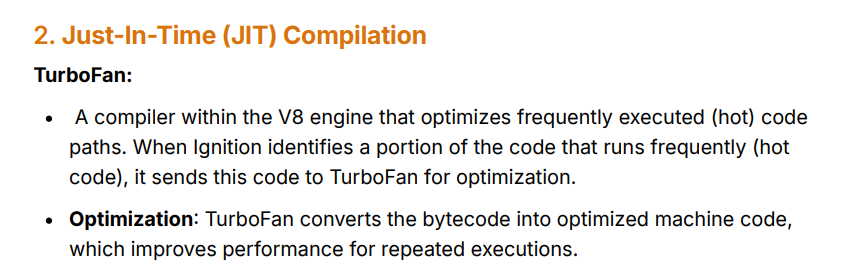 2. Just-In-Time (JIT) Compilation
TurboFan:
• A compiler within the V8 engine that optimizes frequently executed (hot) code
paths. When Ignition identifies a portion of the code that runs frequently (hot
code), it sends this code to TurboFan for optimization.
• Optimization: TurboFan converts the bytecode into optimized machine code,
which improves performance for repeated executions.